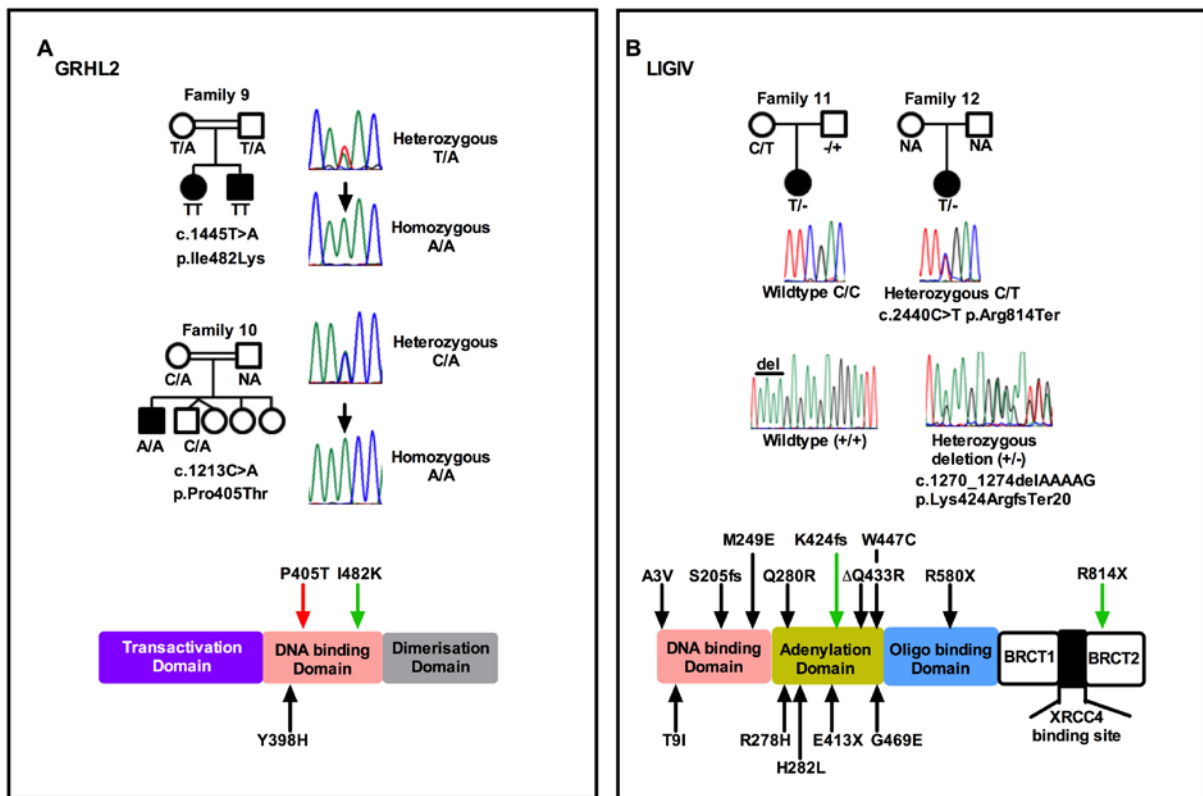 A
GRHL2
Family 9
T/A
T/A
TT
TT
c.1445T>A
p.Ile482Lys
Heterozygous
T/A
Homozygous
A/A
Family 10
C/A
NA
A/A
C/A
c.1213C>A
p.Pro405Thr
Heterozygous
C/A
Homozygous
A/A
P405T
I482K
Transactivation
Domain
DNA binding
Domain
Dimerisation
Domain
Y398H
B
LIGIV
Family 11
C/T
-/+
T/-
Family 12
NA
NA
T/-
Wildtype C/C
Heterozygous C/T
c.2440C>T p.Arg814Ter
del
Wildtype (+/+)
Heterozygous
deletion (+/-)
c.1270_1274delAAAAG
p.Lys424ArgfsTer20
M249E
K424fs
W447C
A3V
S205fs
Q280R
ΔQ433R
R580X
R814X
DNA binding
Domain
Adenylation
Domain
Oligo binding
Domain
BRCT1
BRCT2
XRCC4
binding site
T9I
R278H
E413X
G469E
H282L